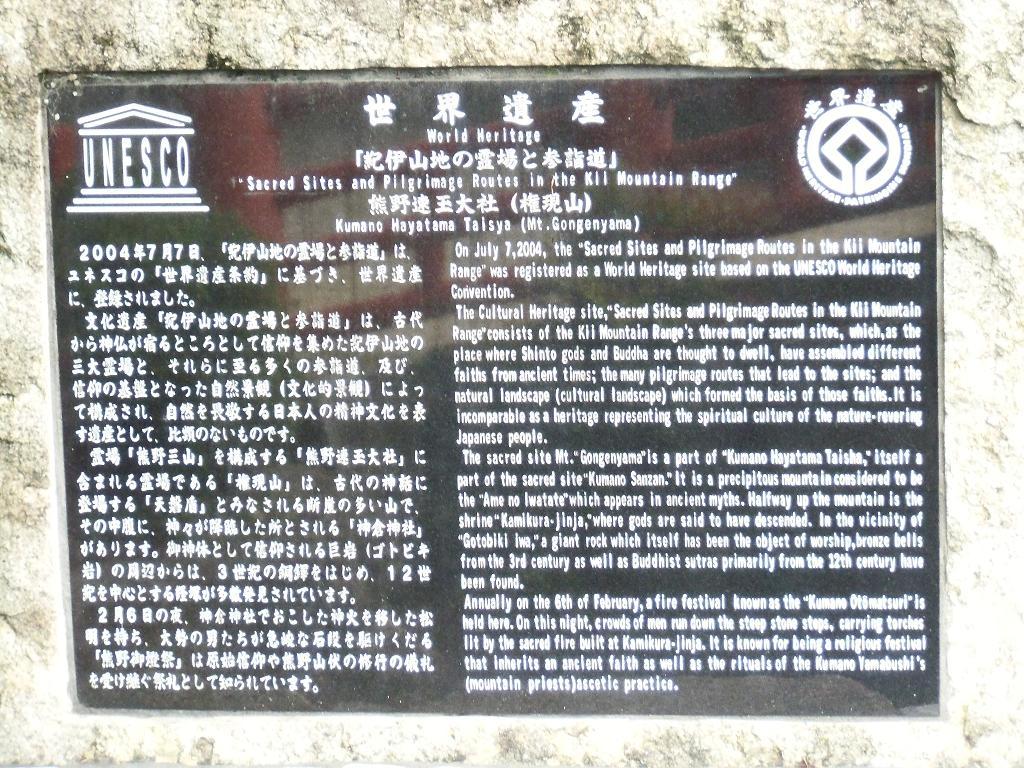 UNESCO
世界遺産
World Heritage
「紀伊山地の霊場と参詣道」
"Sacred Sites and Pilgrimage Routes in the Kii Mountain Range"
熊野速玉大社（権現山）
Kumano Hayatama Taisya (Mt.Gongenyama)
世界遺産
２００４年７月７日、「紀伊山地の霊場と参詣道」は、
ユネスコの「世界遺産条約」に基づき、世界遺産
に、登録されました。
文化遺産「紀伊山地の霊場と参詣道」は、古代
から神仏が宿るところとして信仰を集めた紀伊山地の
三大霊場と、それらに至る多くの参詣道、及び、
信仰の基盤となった自然景観（文化的景観）によっ
て構成され、自然を畏敬する日本人の精神文化を表
す遺産として、比類のないものです。
霊場「熊野三山」を構成する「熊野速玉大社」に
含まれる霊場である「権現山」は、古代の神話に
登場する「天磐盾」とみなされる断崖の多い山で、
その中腹に、神々が降臨した所とされる「神倉神社」
があります。御神体として信仰される巨岩（ゴトビキ
岩）の周辺からは、３世紀の銅鐸をはじめ、１２世
紀を中心とする経塚が多数発見されています。
２月６日の夜、神倉神社でおこした神火を移した松
明を持ち、大勢の男たちが急峻な石段を駆けくだる
「熊野御燈祭」は原始信仰や熊野山伏の修行の儀礼
を受け継ぐ祭礼として知られています。
On July 7,2004, the "Sacred Sites and Pilgrimage Routes in the Kii Mountain
Range" was registered as a World Heritage site based on the UNESCO World Heritage
Convention.
The Cultural Heritage site,"Sacred Sites and Pilgrimage Routes in the Kii Mountain
Range"consists of the Kii Mountain Range's three major sacred sites, which,as the
place where Shinto gods and Buddha are thought to dwell, have assembled different
faiths from ancient times; the many pilgrimage routes that lead to the sites; and the
natural landscape (cultural landscape) which formed the basis of those faiths.It is
incomparable as a heritage representing the spiritual culture of the nature-revering
Japanese people.
The sacred site Mt."Gongenyama"is a part of "Kumano Hayatama Taisha," itself a
part of the sacred site"Kumano Sanzan." It is a precipitous mountain considered to be
the "Ame no Iwatate"which appears in ancient myths. Halfway up the mountain is the
shrine"Kamikura-jinja,"where gods are said to have descended. In the vicinity of
"Gotobiki Iwa,"a giant rock which itself has been the object of worship,bronze bells
from the 3rd century as well as Buddhist sutras primarily from the 12th century have
been found.
Annually on the 6th of February,a fire festival known as the "Kumano Otōmatsuri" is
held here. On this night, crowds of men run down the steep stone steps, carrying torches
lit by the sacred fire built at Kamikura-jinja. It is known for being a religious festival
that inherits an ancient faith as well as the rituals of the Kumano Yamabushi's
(mountain priests)ascetic practice.